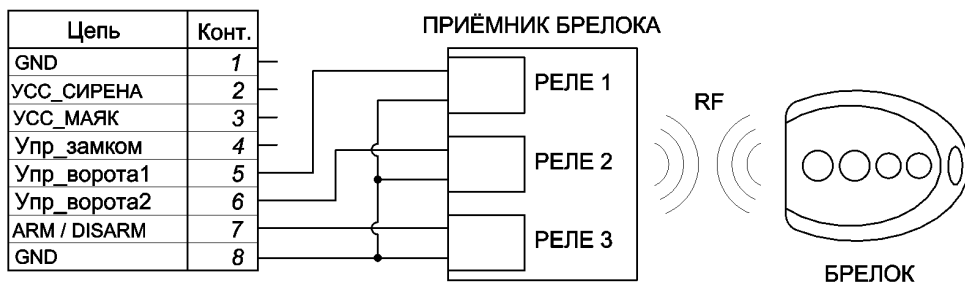 ПРИЁМНИК БРЕЛОКА
Цепь Конт.
GND 1
УСС_СИРЕНА 2
УСС_МАЯК 3
Упр_замком 4
Упр_ворота1 5
Упр_ворота2 6
ARM / DISARM 7
GND 8
РЕЛЕ 1
РЕЛЕ 2
РЕЛЕ 3
RF
БРЕЛОК